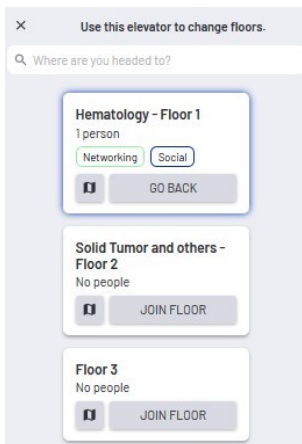 Use this elevator to change floors.
Where are you headed to?
Hematology - Floor 1
1 person
Networking Social
GO BACK
Solid Tumor and others -
Floor 2
No people
JOIN FLOOR
Floor 3
No people
JOIN FLOOR